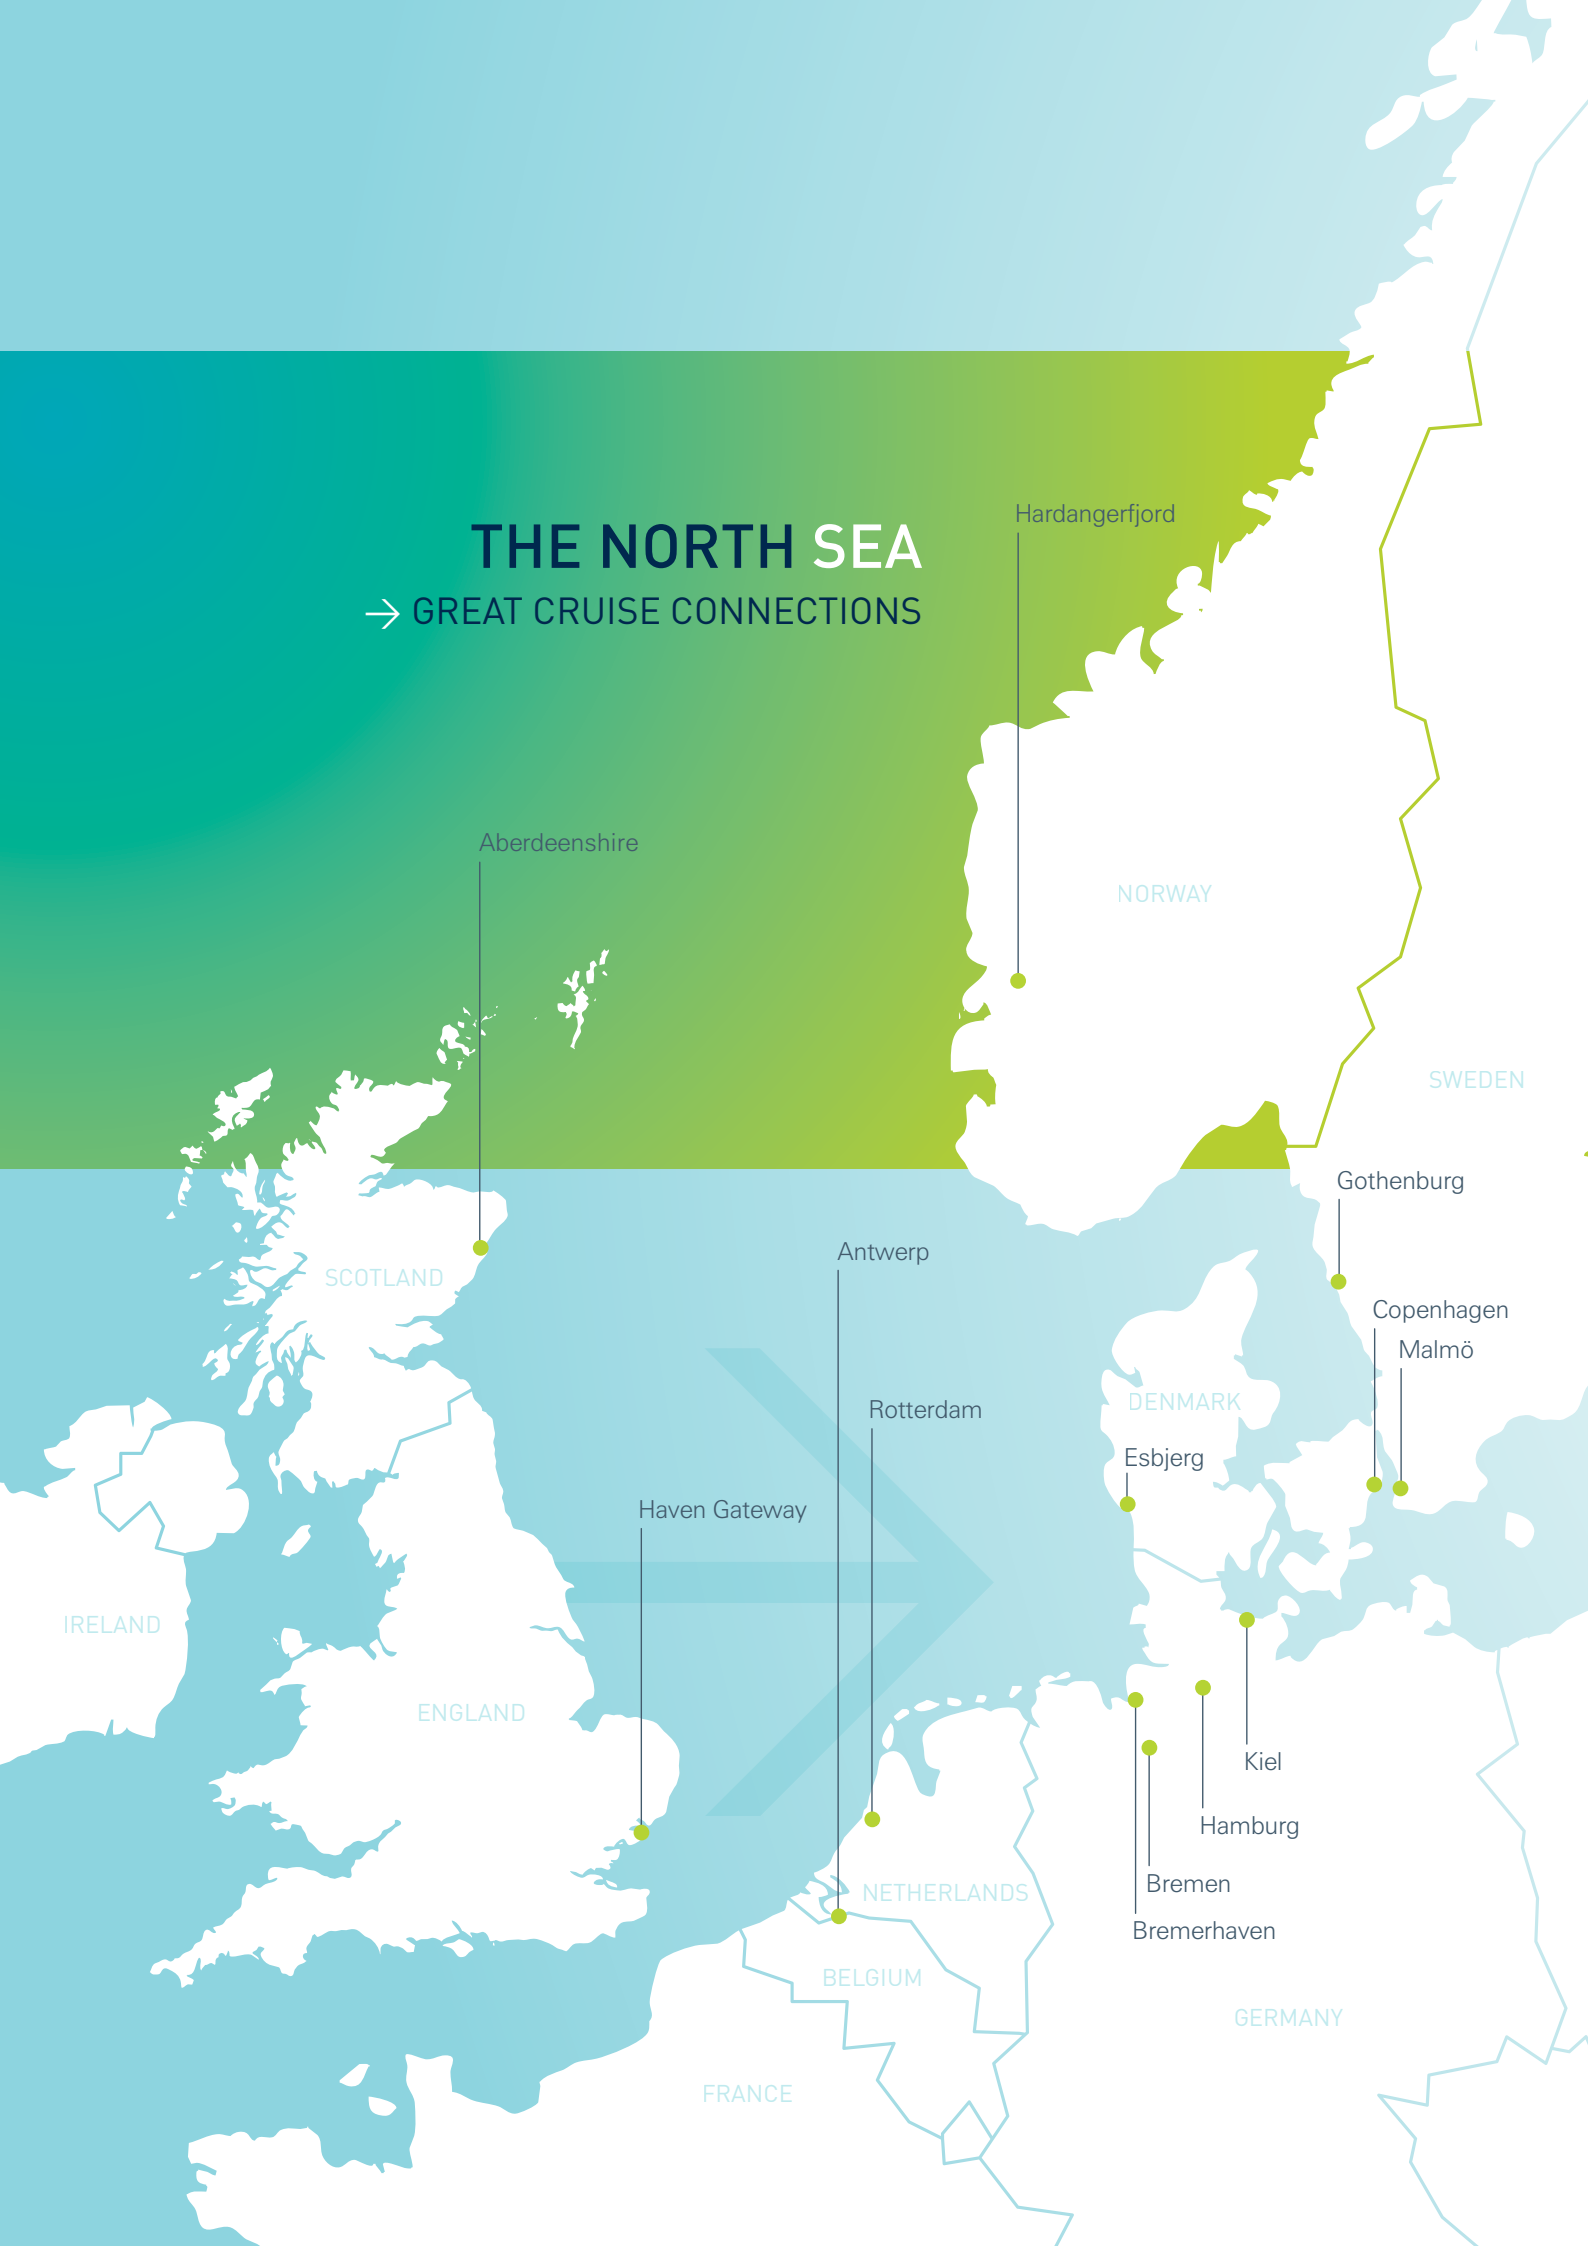 Hardangerfjord
THE NORTH SEA
→ GREAT CRUISE CONNECTIONS
Aberdeenshire
NORWAY
SWEDEN
Gothenburg
Antwerp
SCOTLAND
Copenhagen
Malmö
DENMARK
Rotterdam
Esbjerg
Haven Gateway
IRELAND
ENGLAND
Kiel
Hamburg
Bremen
NETHERLANDS
Bremerhaven
BELGIUM
GERMANY
FRANCE